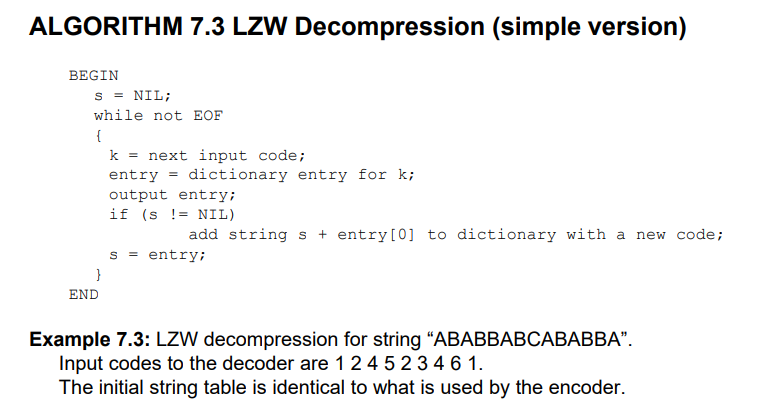 ALGORITHM 7.3 LZW Decompression (simple version)
BEGIN
s = NIL;
while not EOF
{
k = next input code;
entry = dictionary entry for k;
output entry;
if (s != NIL)
add string s + entry[0] to dictionary with a new code;
s = entry;
}
END
Example 7.3: LZW decompression for string “ABABBABCABABBA”.
Input codes to the decoder are 1 2 4 5 2 3 4 6 1.
The initial string table is identical to what is used by the encoder.